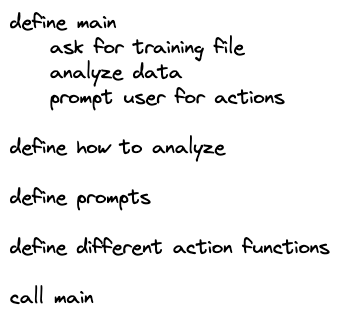 define main
ask for training file
analyze data
prompt user for actions
define how to analyze
define prompts
define different action functions
call main